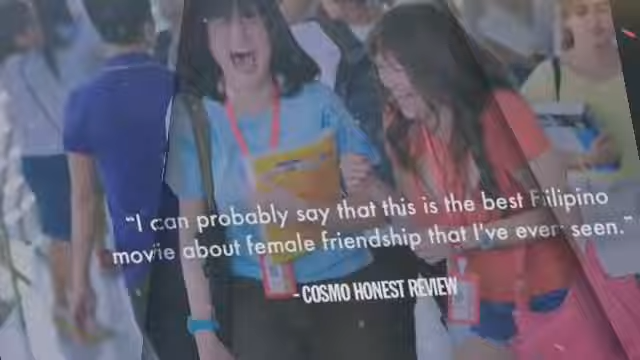 "I can probably say that this is the best Filipino
movie about female friendship that I've ever seen."
- COSMO HONEST REVIEW